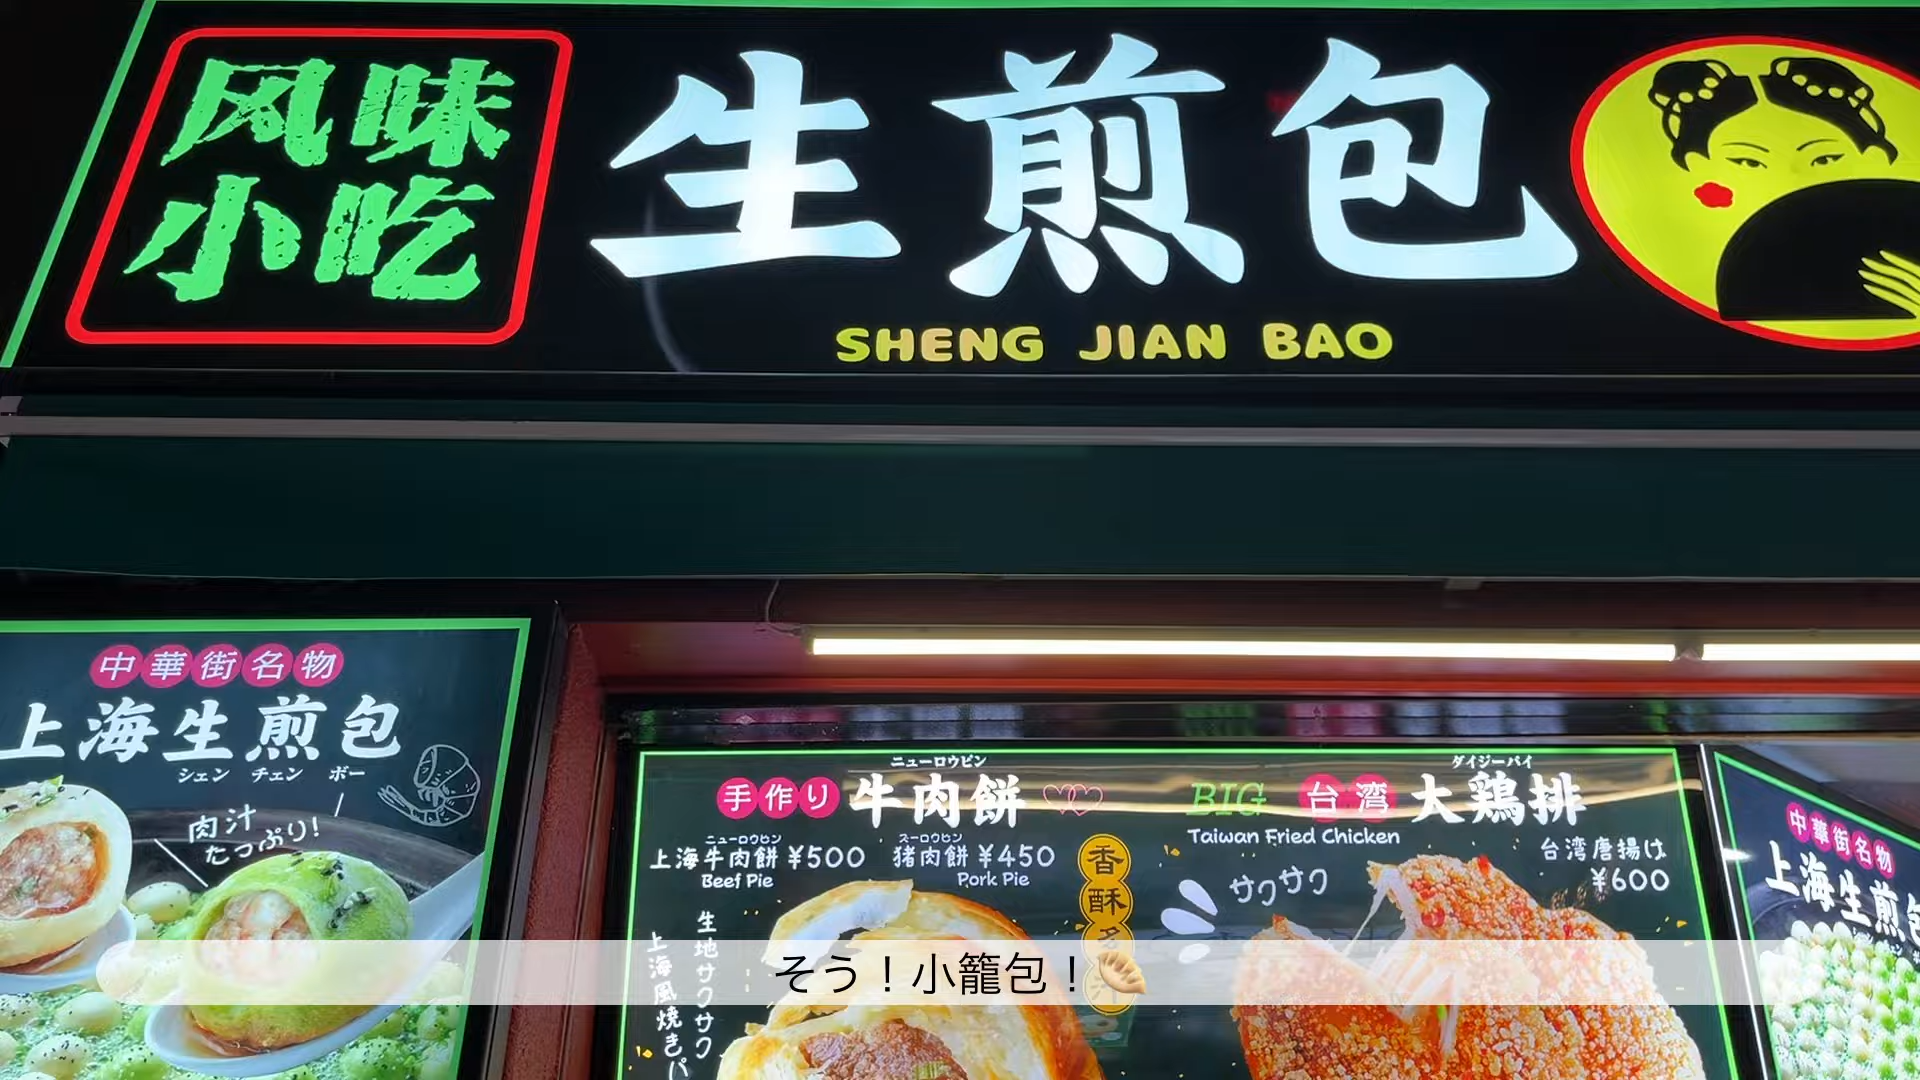 风味
小吃
生煎包
SHENG JIAN BAO
中華街名物
上海生煎包
シェン チェン ボー
肉汁
たっぷり!
ニューロウビン
手作り 牛肉餅
ニューロウビン
上海牛肉餅 ¥500
Beef Pie
ズーロウビン
猪肉餅 ¥450
Pork Pie
香酥多汁
生地サクサク
上海風焼きパ
ダイジーパイ
BIG 台湾 大鶏排
Taiwan Fried Chicken
台湾唐揚げ
¥600
サクサク
中華街名物
上海生煎包
そう！小籠包！🥟